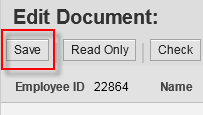 Edit Document:
Save Read Only Check
Employee ID 22864 Name